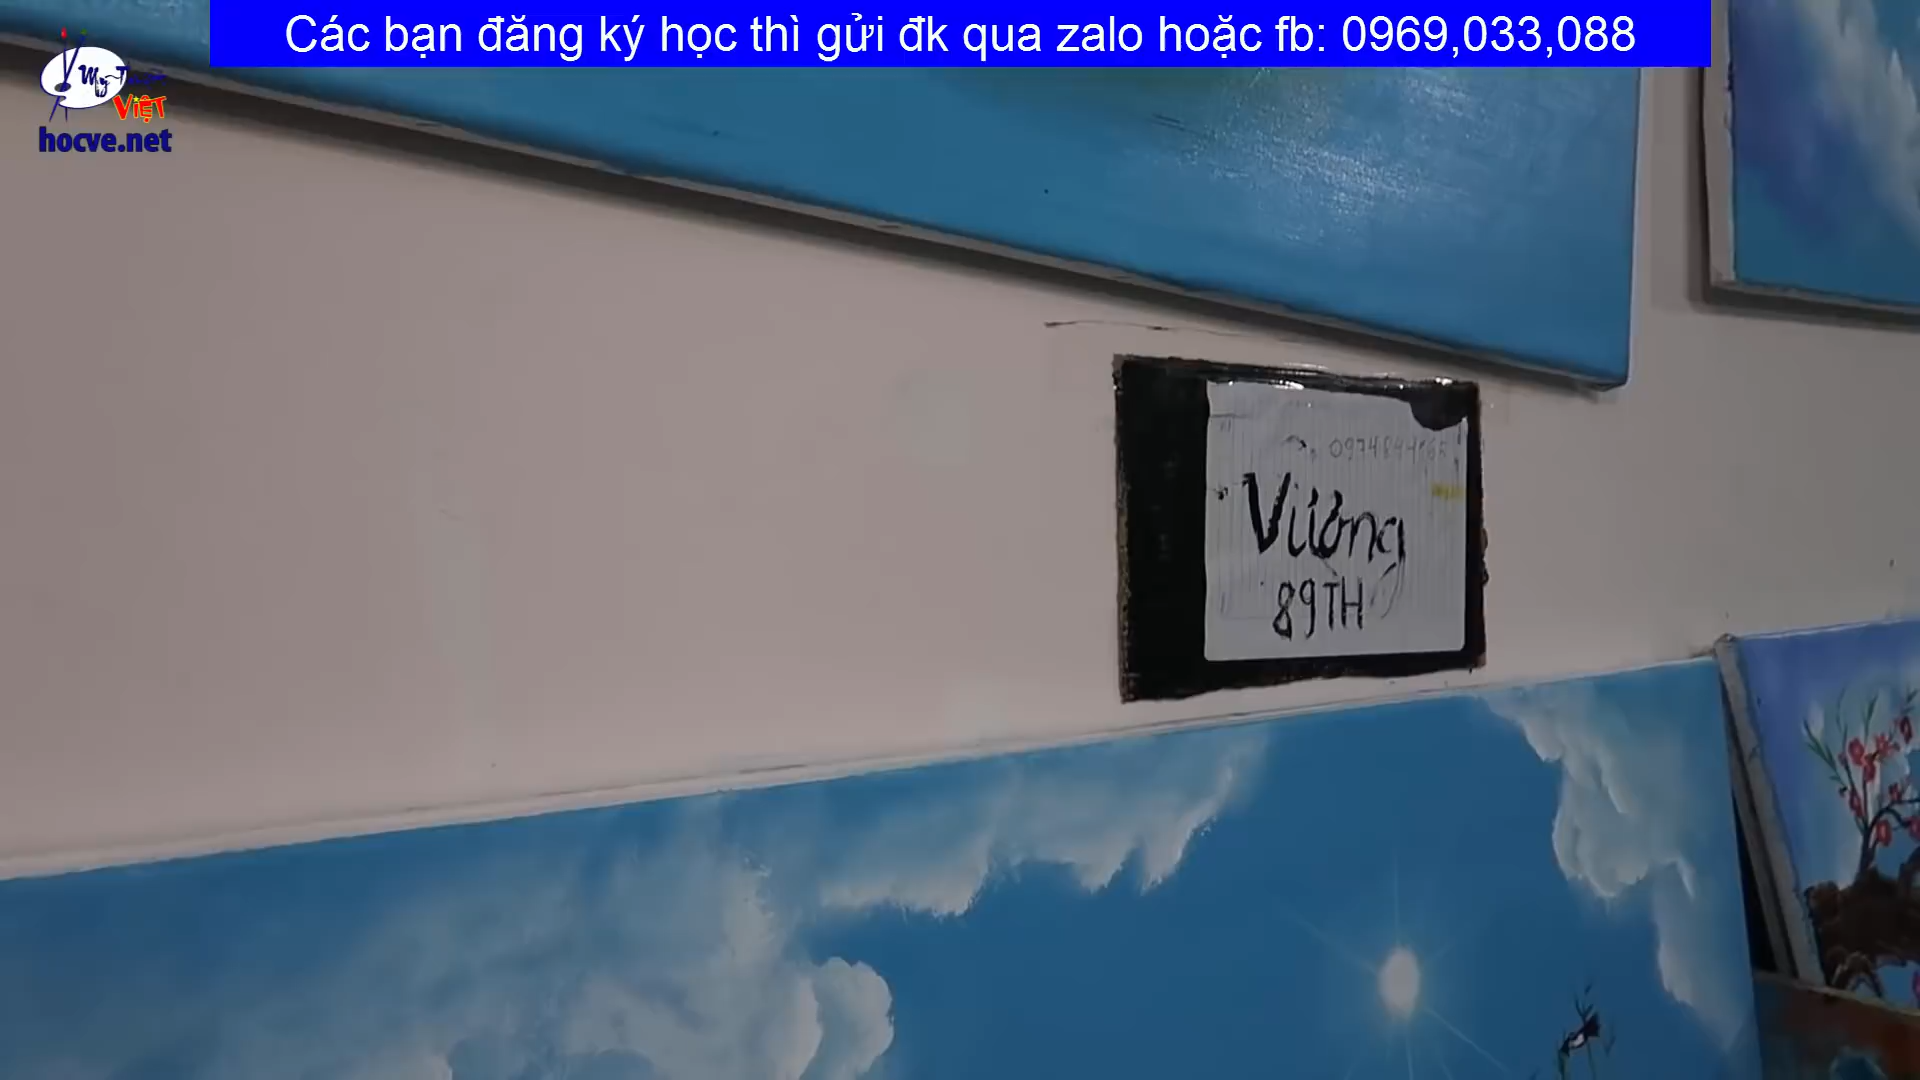 Các bạn đăng ký học thì gửi đk qua zalo hoặc fb: 0969,033,088
Mỹ
VIỆT
hocve.net
Vương
89TH